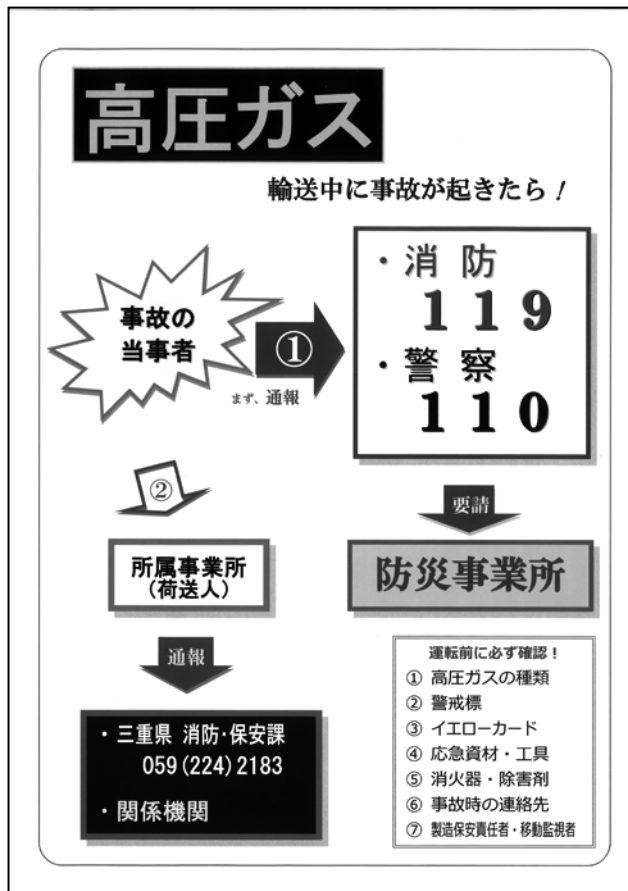 高圧ガス
輸送中に事故が起きたら！
事故の
当事者
①
まず、通報
・消防
119
・警察
110
②
要請
所属事業所
（荷送人）
防災事業所
通報
・三重県 消防・保安課
059(224)2183
・関係機関
運転前に必ず確認！
① 高圧ガスの種類
② 警戒標
③ イエローカード
④ 応急資材・工具
⑤ 消火器・除害剤
⑥ 事故時の連絡先
⑦ 製造保安責任者・移動監視者